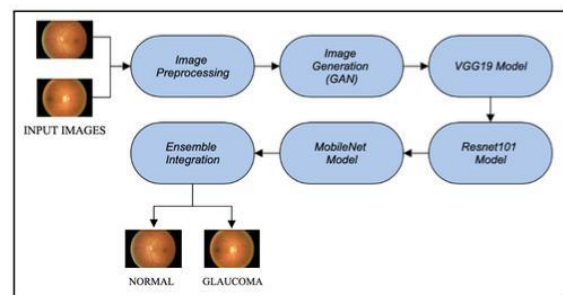 Image
Preprocessing
Image
Generation
(GAN)
VGG19 Model
INPUT IMAGES
Ensemble
Integration
MobileNet
Model
Resnet101
Model
NORMAL
GLAUCOMA